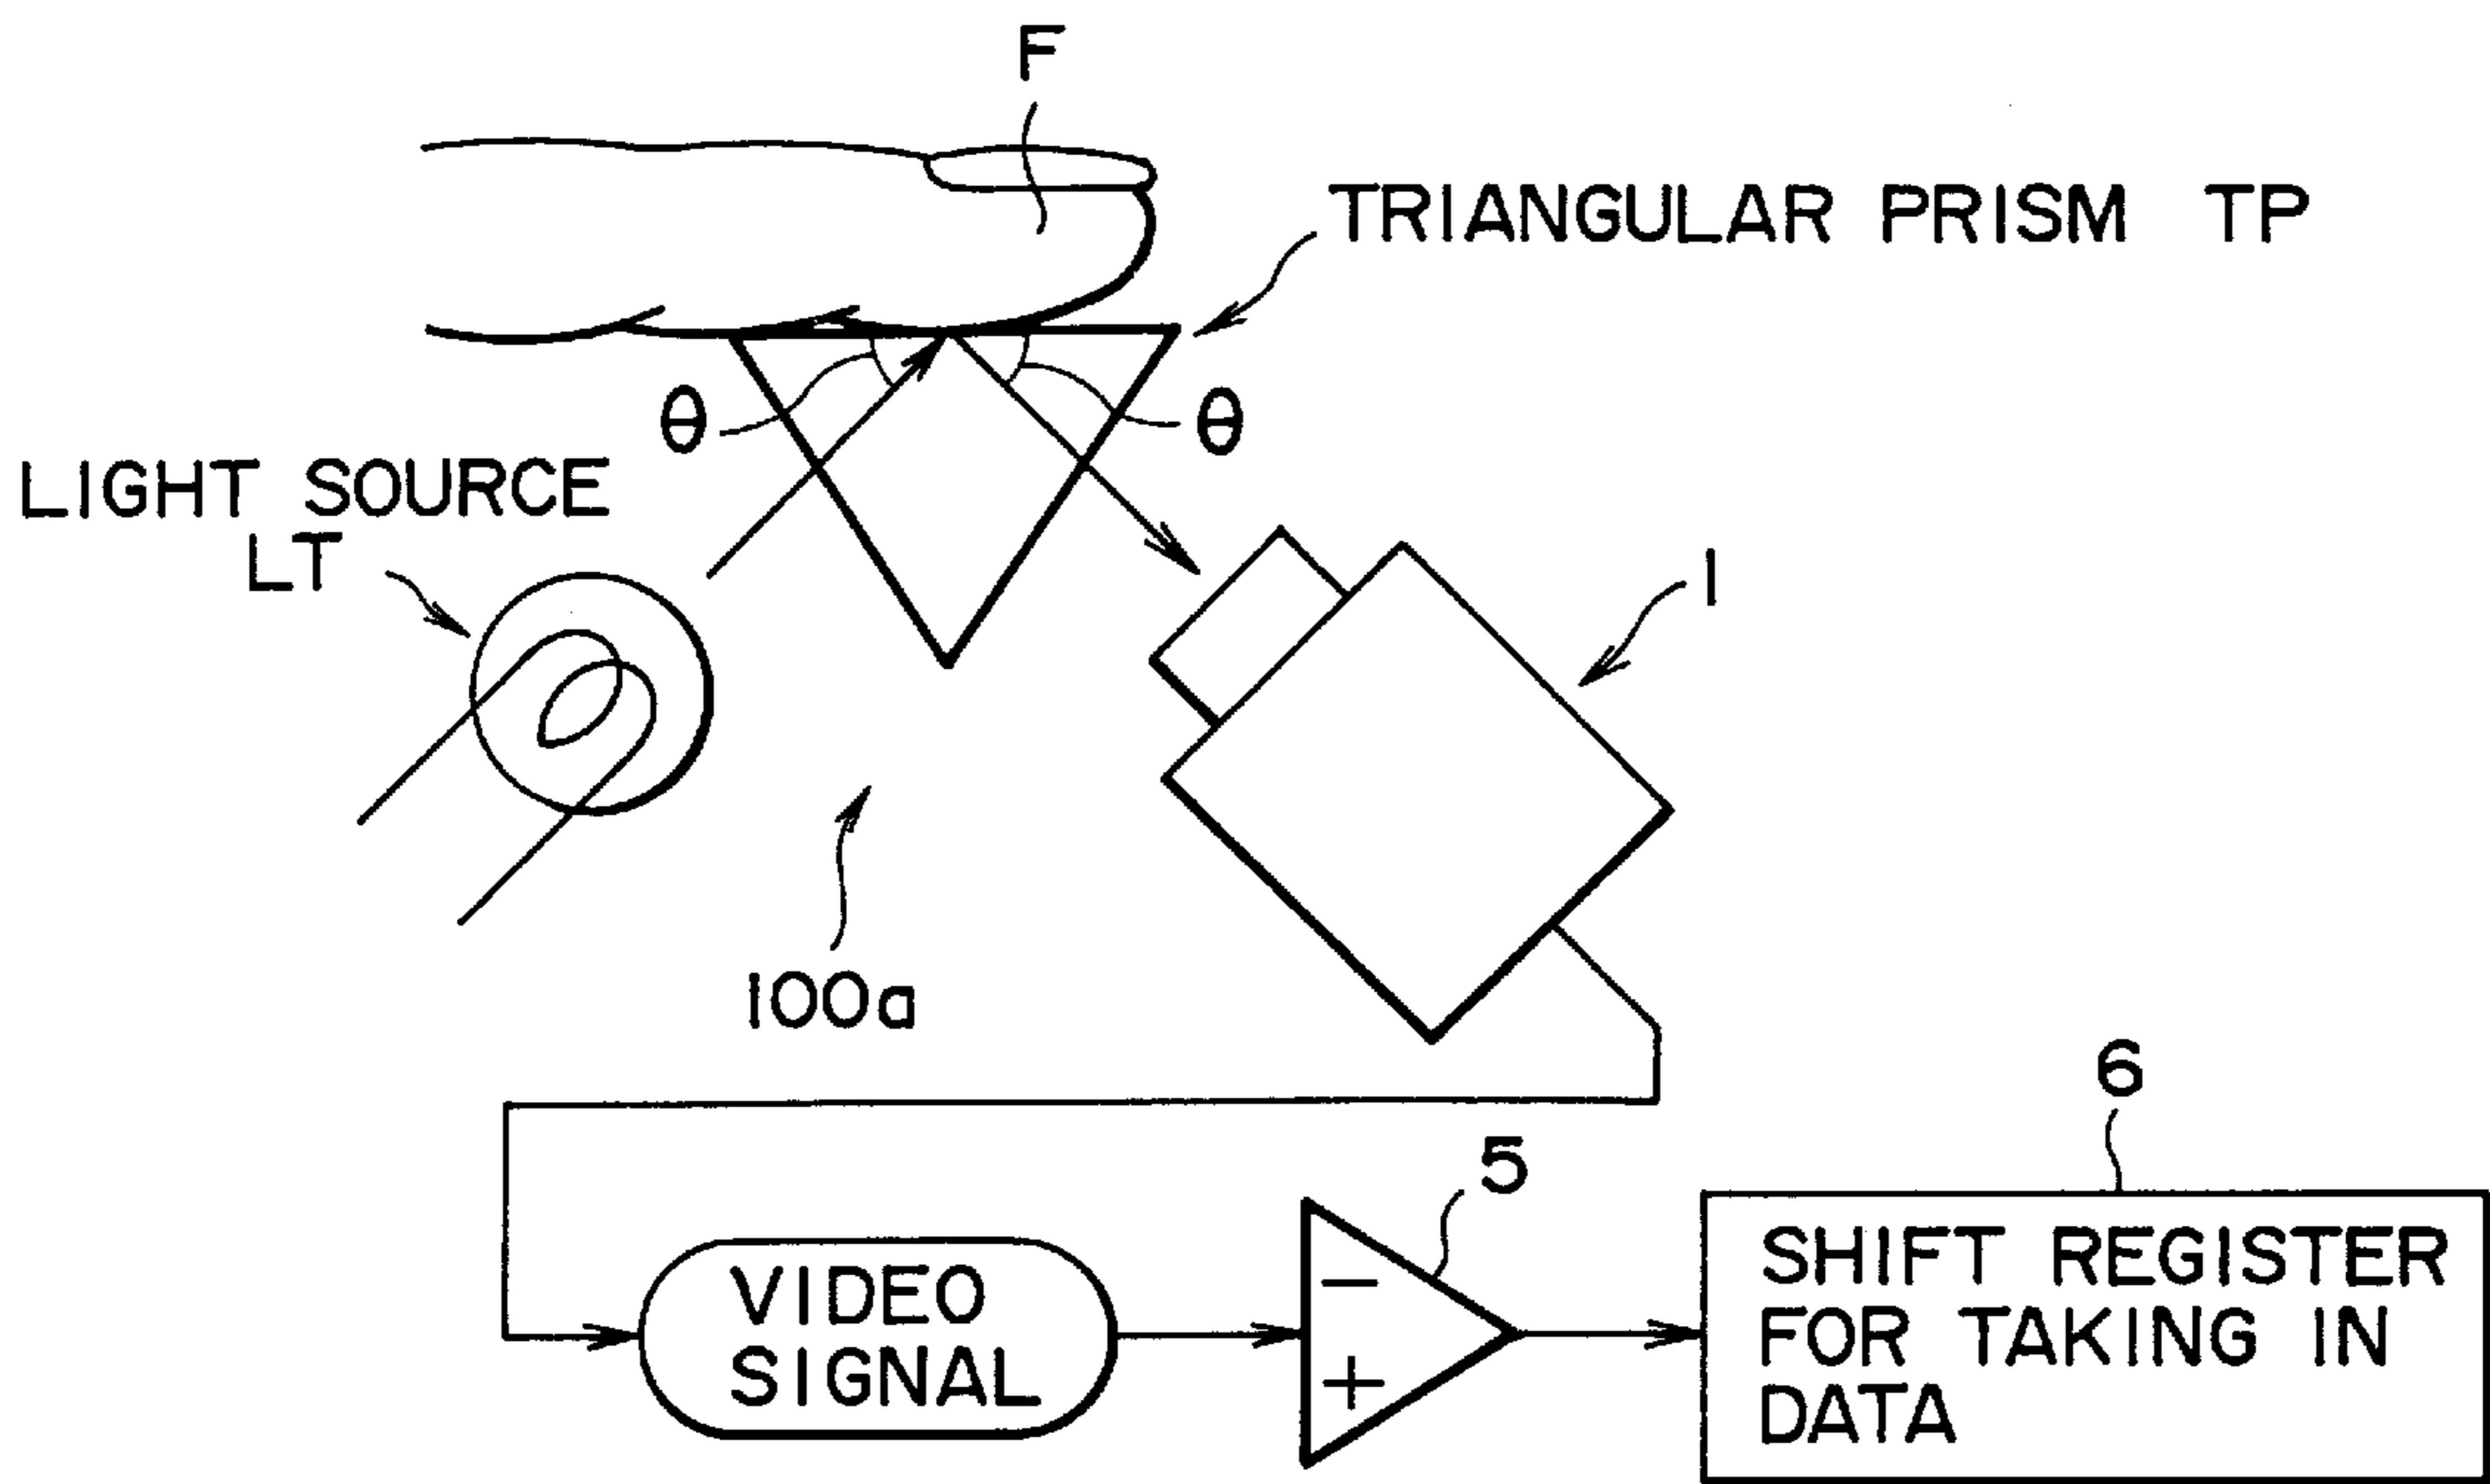 F
TRIANGULAR PRISM TP
θ
θ
LIGHT SOURCE
LT
1
100a
6
5
VIDEO
SIGNAL
−
+
SHIFT REGISTER
FOR TAKING IN
DATA